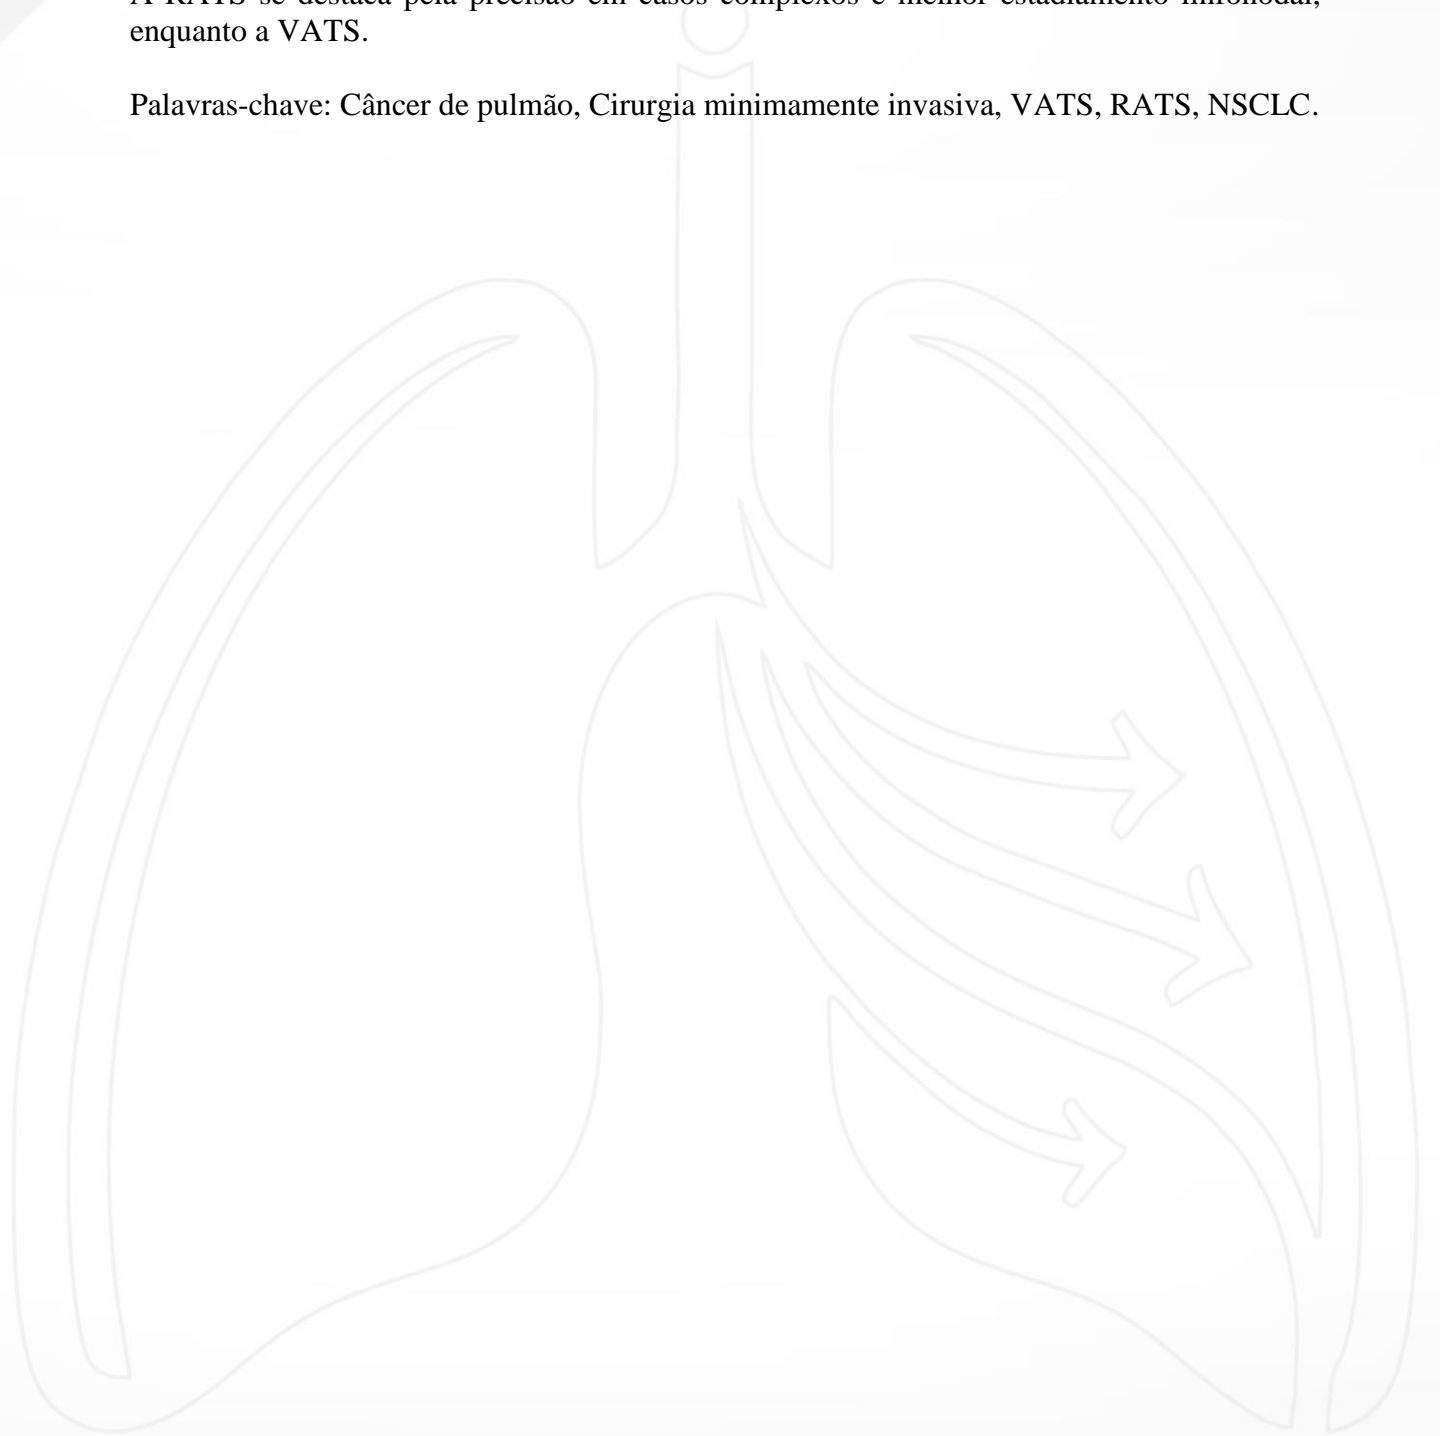 A RATS se destaca pela precisão em casos complexos e melhor estadiamento linfonodal,
enquanto a VATS.
Palavras-chave: Câncer de pulmão, Cirurgia minimamente invasiva, VATS, RATS, NSCLC.